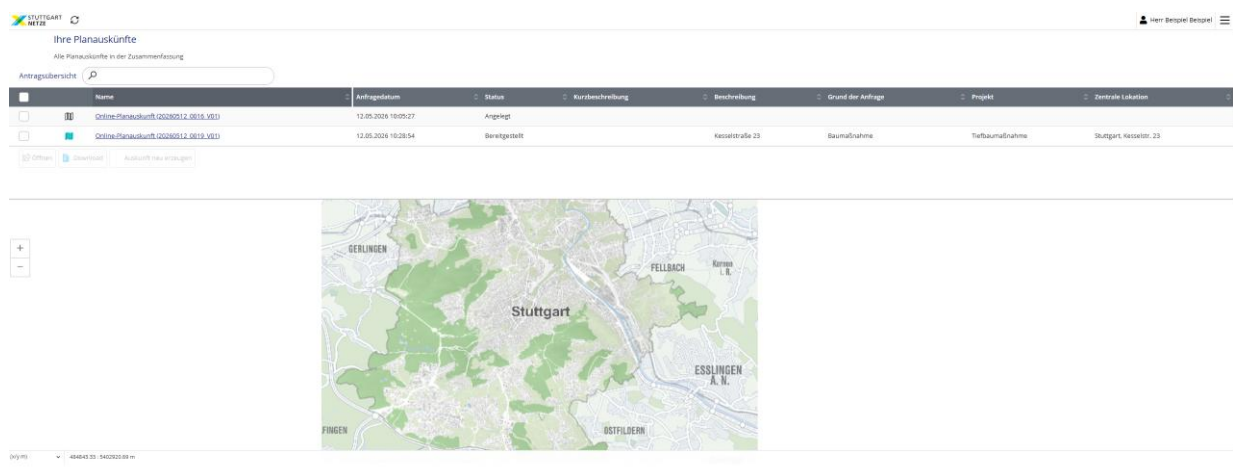 STUTTGART
NETZE
Herr Beispiel Beispiel
Ihre Planauskünfte
Alle Planauskünfte in der Zusammenfassung
Antragsübersicht
Name Anfragedatum Status Kurzbeschreibung Beschreibung Grund der Anfrage Projekt Zentrale Lokation
Online-Planauskunft (20260512_0816_V01) 12.05.2026 10:05:27 Angelegt
Online-Planauskunft (20260512_0819_V01) 12.05.2026 10:28:54 Bereitgestellt Kesselstraße 23 Baumaßnahme Tiefbaumaßnahme Stuttgart, Kesselstr. 23
Öffnen Download Auskunft neu erzeugen
+
−
GERLINGEN
FELLBACH
Kernen
i. R.
Stuttgart
ESSLINGEN
A. N.
FINGEN
OSTFILDERN
(x/y:m) 484843.33 : 5402920.69 m